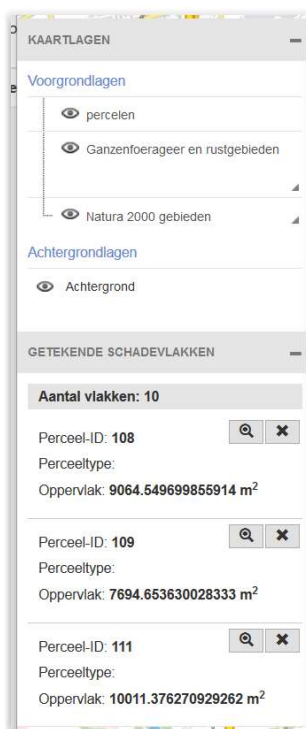 KAARTLAGEN
Voorgrondlagen
percelen
Ganzenfoerageer en rustgebieden
Natura 2000 gebieden
Achtergrondlagen
Achtergrond
GETEKENDE SCHADEVLAKKEN
Aantal vlakken: 10
Perceel-ID: 108
Perceeltype:
Oppervlak: 9064.549699855914 m²
Perceel-ID: 109
Perceeltype:
Oppervlak: 7694.653630028333 m²
Perceel-ID: 111
Perceeltype:
Oppervlak: 10011.376270929262 m²